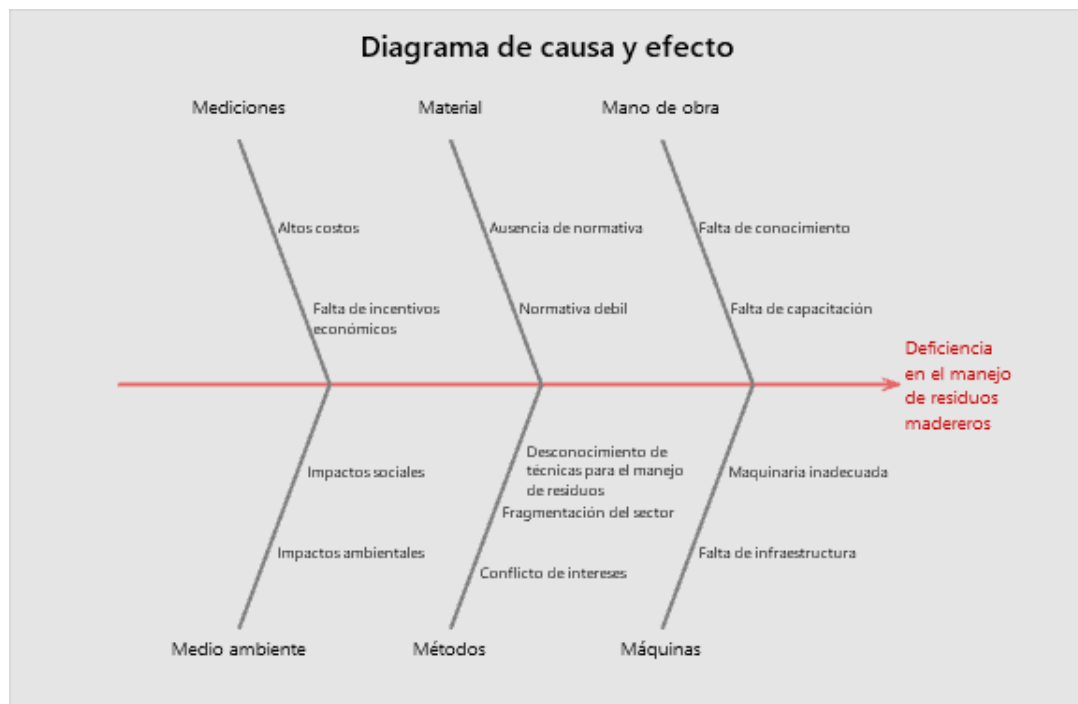 Diagrama de causa y efecto
Mediciones
Material
Mano de obra
Altos costos
Ausencia de normativa
Falta de conocimiento
Falta de incentivos
económicos
Normativa debil
Falta de capacitación
Deficiencia
en el manejo
de residuos
madereros
Impactos sociales
Desconocimiento de
técnicas para el manejo
de residuos
Maquinaria inadecuada
Fragmentación del sector
Impactos ambientales
Conflicto de intereses
Falta de infraestructura
Medio ambiente
Métodos
Máquinas